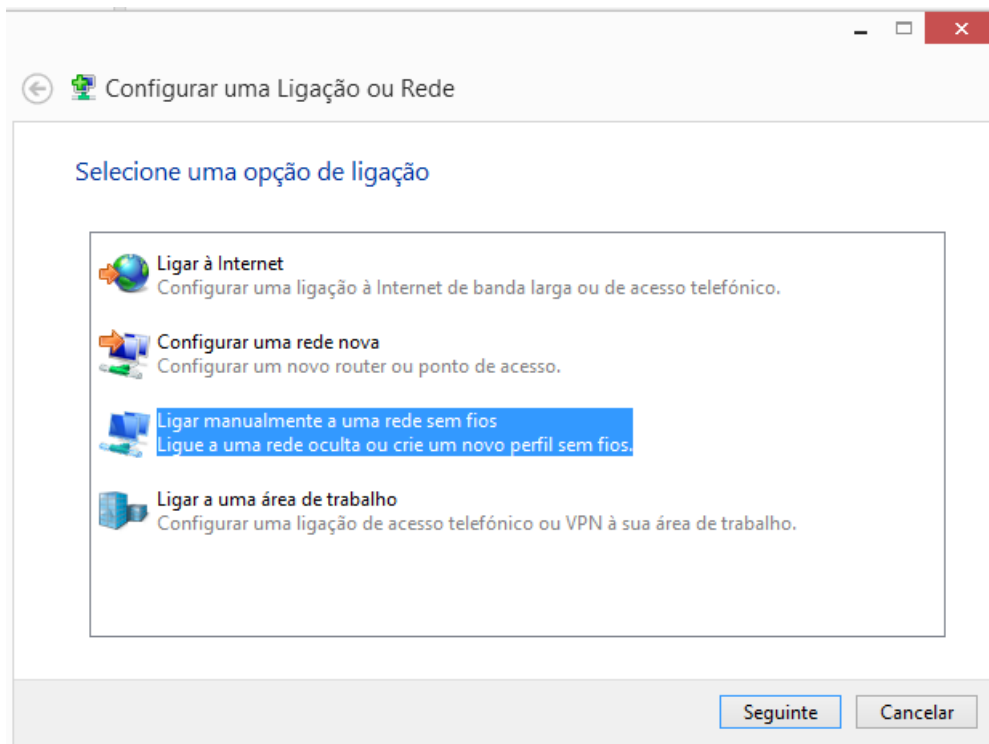 Configurar uma Ligação ou Rede
Selecione uma opção de ligação
Ligar à Internet
Configurar uma ligação à Internet de banda larga ou de acesso telefónico.
Configurar uma rede nova
Configurar um novo router ou ponto de acesso.
Ligar manualmente a uma rede sem fios
Ligue a uma rede oculta ou crie um novo perfil sem fios.
Ligar a uma área de trabalho
Configurar uma ligação de acesso telefónico ou VPN à sua área de trabalho.
Seguinte
Cancelar